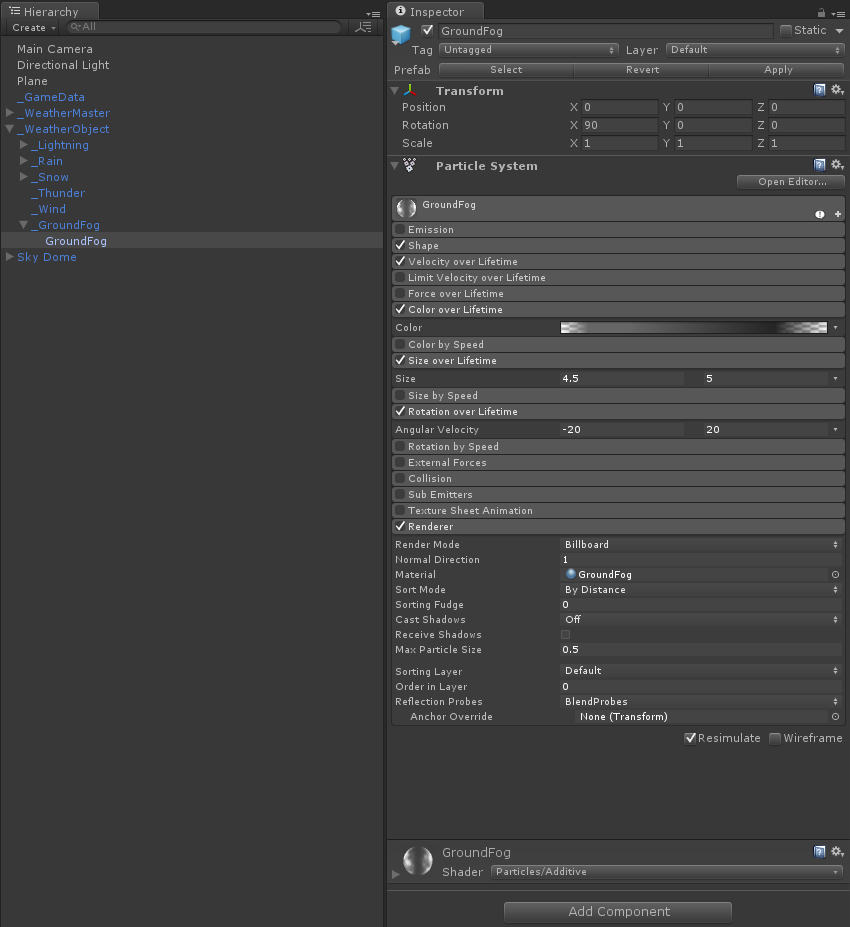 Hierarchy
Create
All
Main Camera
Directional Light
Plane
_GameData
_WeatherMaster
_WeatherObject
_Lightning
_Rain
_Snow
_Thunder
_Wind
_GroundFog
GroundFog
Sky Dome
Inspector
GroundFog Static
Tag Untagged Layer Default
Prefab Select Revert Apply
Transform
Position X 0 Y 0 Z 0
Rotation X 90 Y 0 Z 0
Scale X 1 Y 1 Z 1
Particle System
Open Editor...
GroundFog
Emission
Shape
Velocity over Lifetime
Limit Velocity over Lifetime
Force over Lifetime
Color over Lifetime
Color
Color by Speed
Size over Lifetime
Size 4.5 5
Size by Speed
Rotation over Lifetime
Angular Velocity -20 20
Rotation by Speed
External Forces
Collision
Sub Emitters
Texture Sheet Animation
Renderer
Render Mode Billboard
Normal Direction 1
Material GroundFog
Sort Mode By Distance
Sorting Fudge 0
Cast Shadows Off
Receive Shadows
Max Particle Size 0.5
Sorting Layer Default
Order in Layer 0
Reflection Probes BlendProbes
Anchor Override None (Transform)
Resimulate Wireframe
GroundFog
Shader Particles/Additive
Add Component